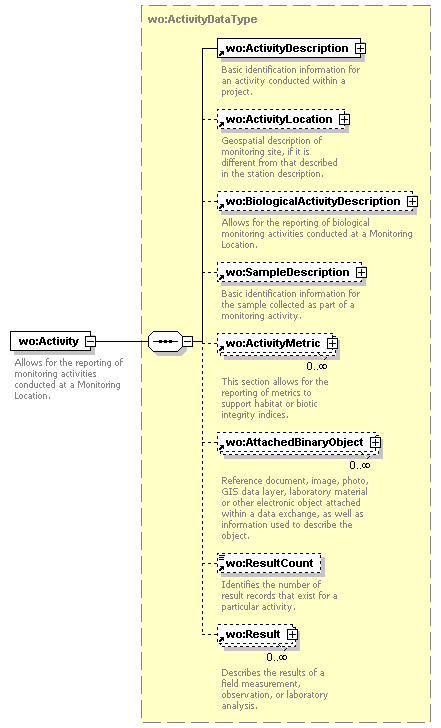 wo:ActivityDataType
wo:Activity
Allows for the reporting of
monitoring activities
conducted at a Monitoring
Location.
wo:ActivityDescription
Basic identification information for
an activity conducted within a
project.
wo:ActivityLocation
Geospatial description of
monitoring site, if it is
different from that described
in the station description.
wo:BiologicalActivityDescription
Allows for the reporting of biological
monitoring activities conducted at a Monitoring
Location.
wo:SampleDescription
Basic identification information for
the sample collected as part of a
monitoring activity.
wo:ActivityMetric
0..∞
This section allows for the
reporting of metrics to
support habitat or biotic
integrity indices.
wo:AttachedBinaryObject
0..∞
Reference document, image, photo,
GIS data layer, laboratory material
or other electronic object attached
within a data exchange, as well as
information used to describe the
object.
wo:ResultCount
Identifies the number of
result records that exist for a
particular activity.
wo:Result
0..∞
Describes the results of a
field measurement,
observation, or laboratory
analysis.